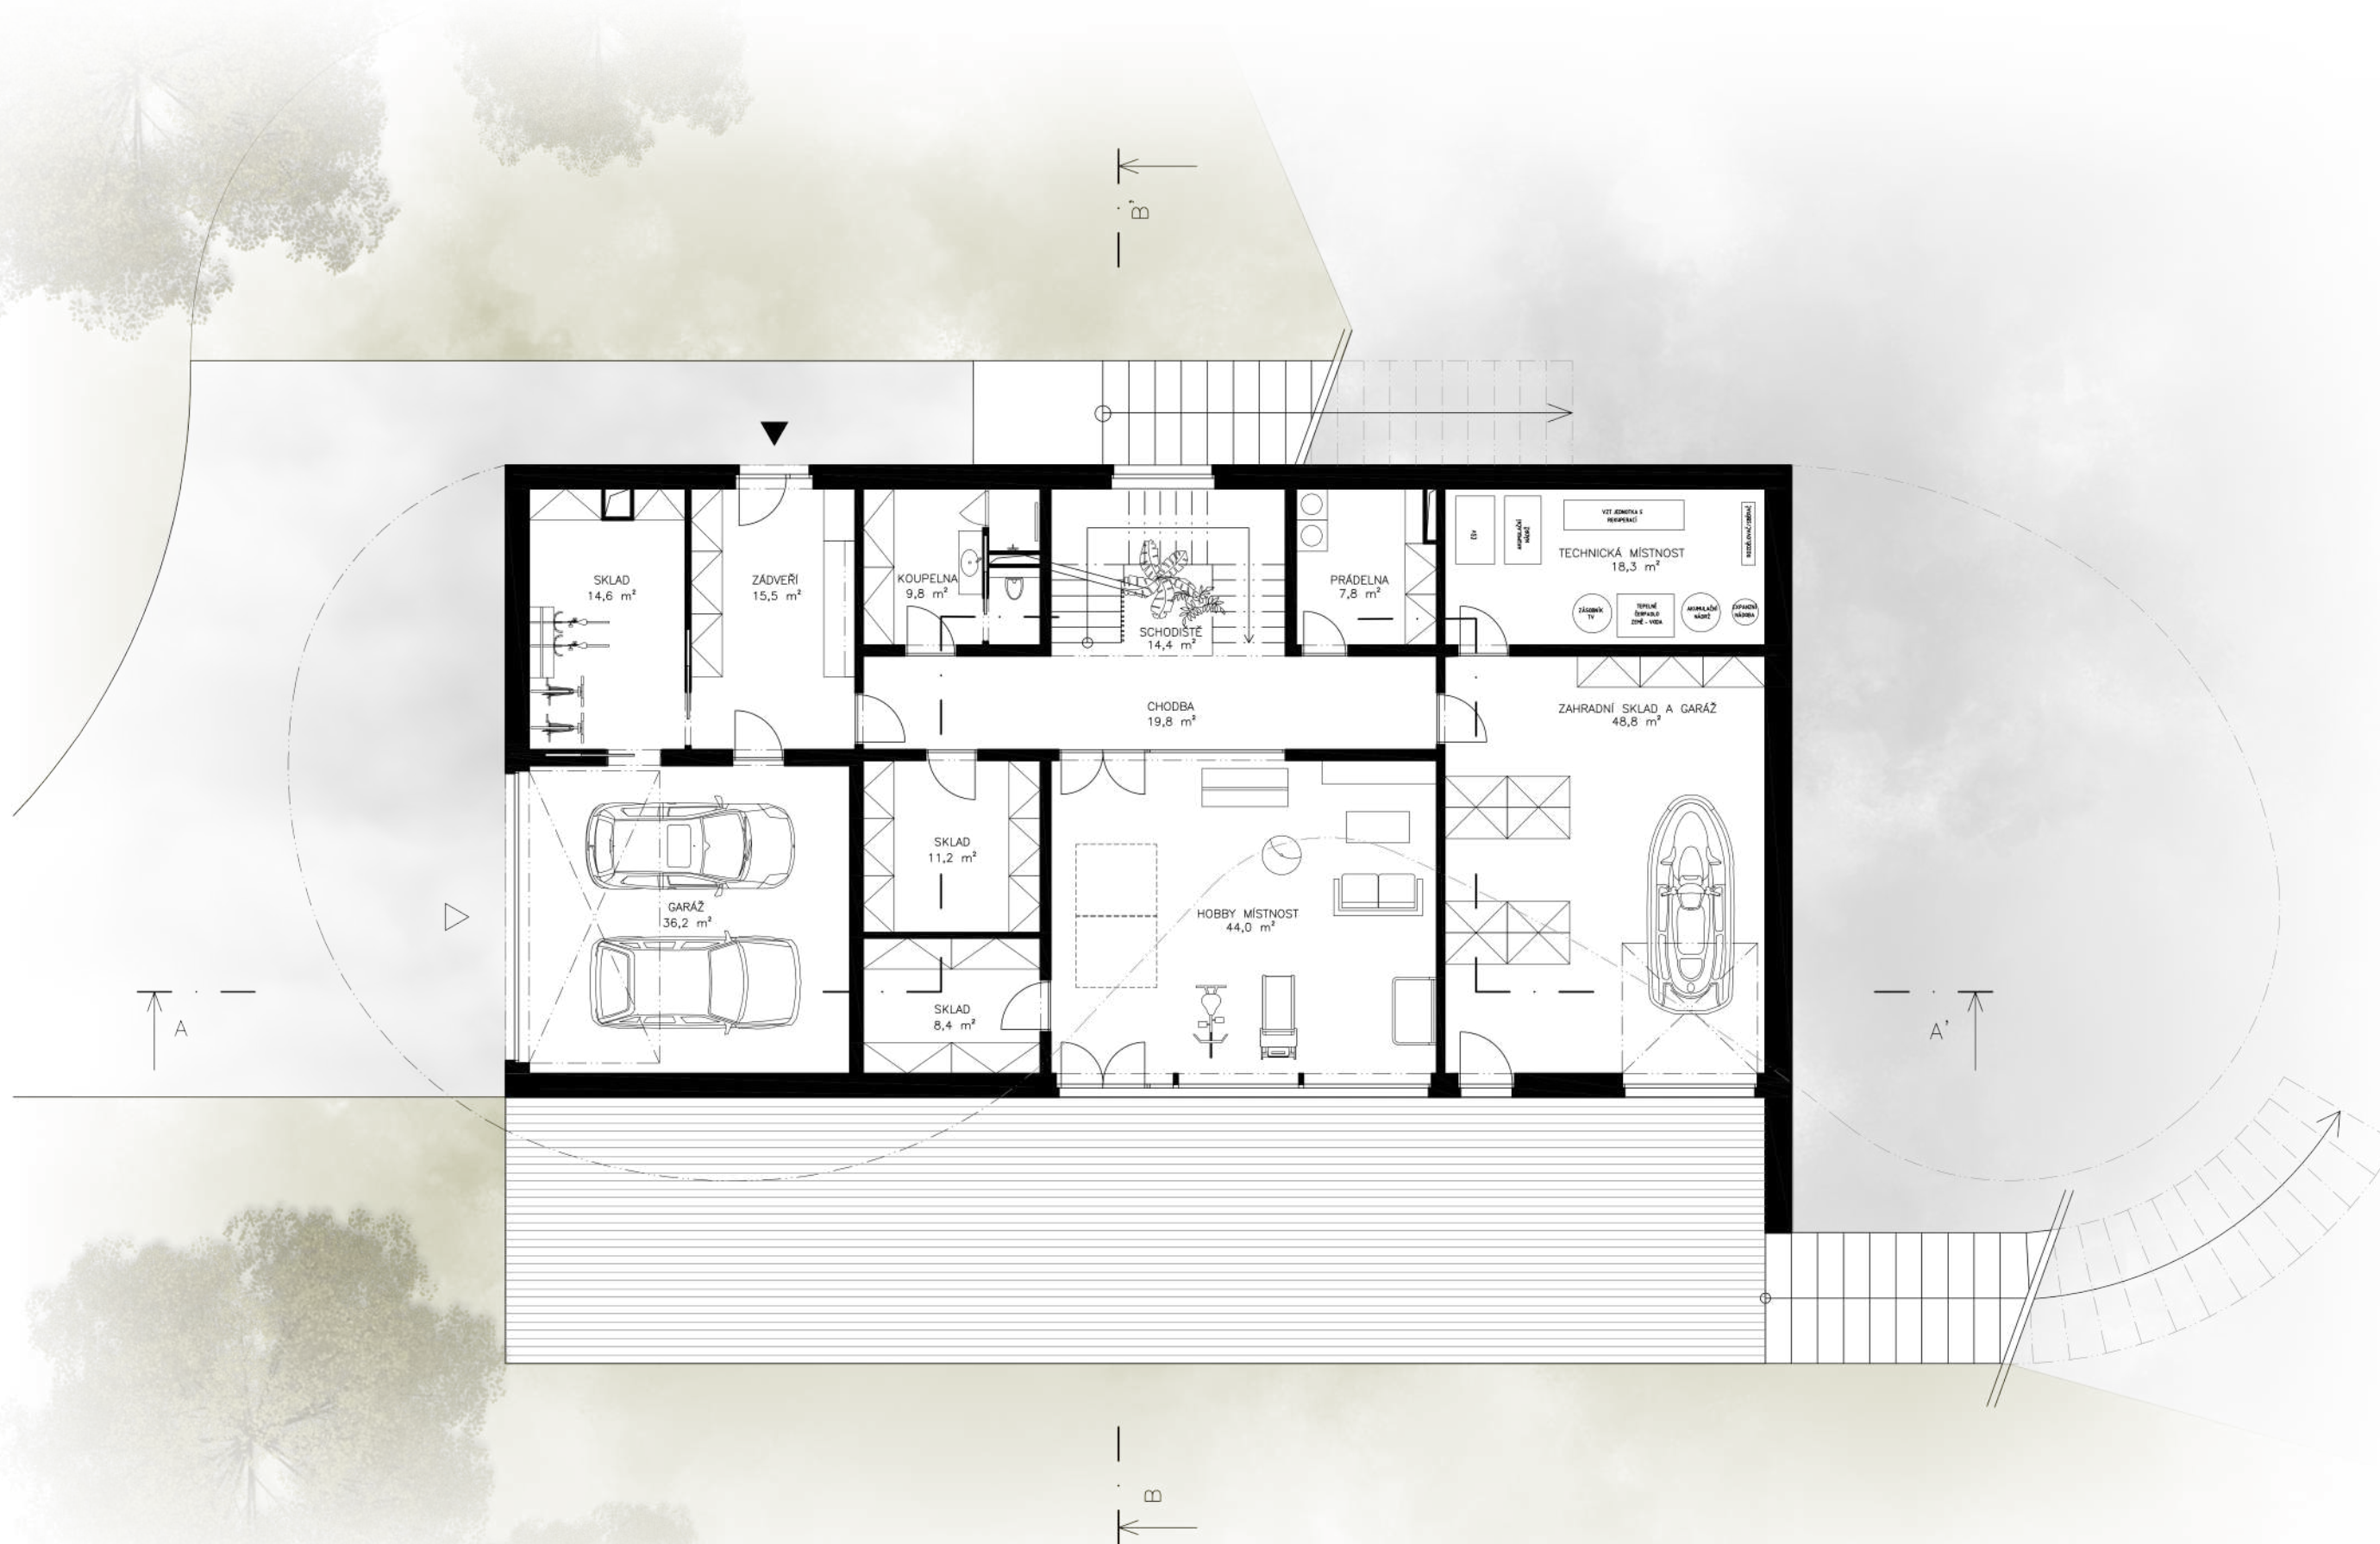 B'
SKLAD
14,6 m²
ZÁDVEŘÍ
15,5 m²
KOUPELNA
9,8 m²
SCHODIŠTĚ
14,4 m²
PRÁDELNA
7,8 m²
VZT JEDNOTKA S
REKUPERACÍ
AKUMULAČNÍ
NÁDRŽ
TECHNICKÁ MÍSTNOST
18,3 m²
ZÁSOBNÍK
TV
TEPELNÉ
ČERPADLO
ZEMĚ - VODA
AKUMULAČNÍ
NÁDRŽ
EXPANZNÍ
NÁDOBA
CHODBA
19,8 m²
ZAHRADNÍ SKLAD A GARÁŽ
48,8 m²
SKLAD
11,2 m²
GARÁŽ
36,2 m²
HOBBY MÍSTNOST
44,0 m²
SKLAD
8,4 m²
A
A'
B